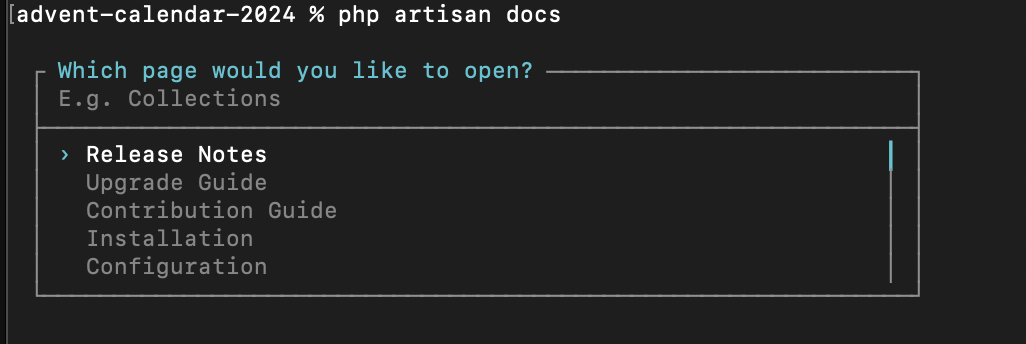 [advent-calendar-2024 % php artisan docs
Which page would you like to open?
E.g. Collections
› Release Notes
Upgrade Guide
Contribution Guide
Installation
Configuration